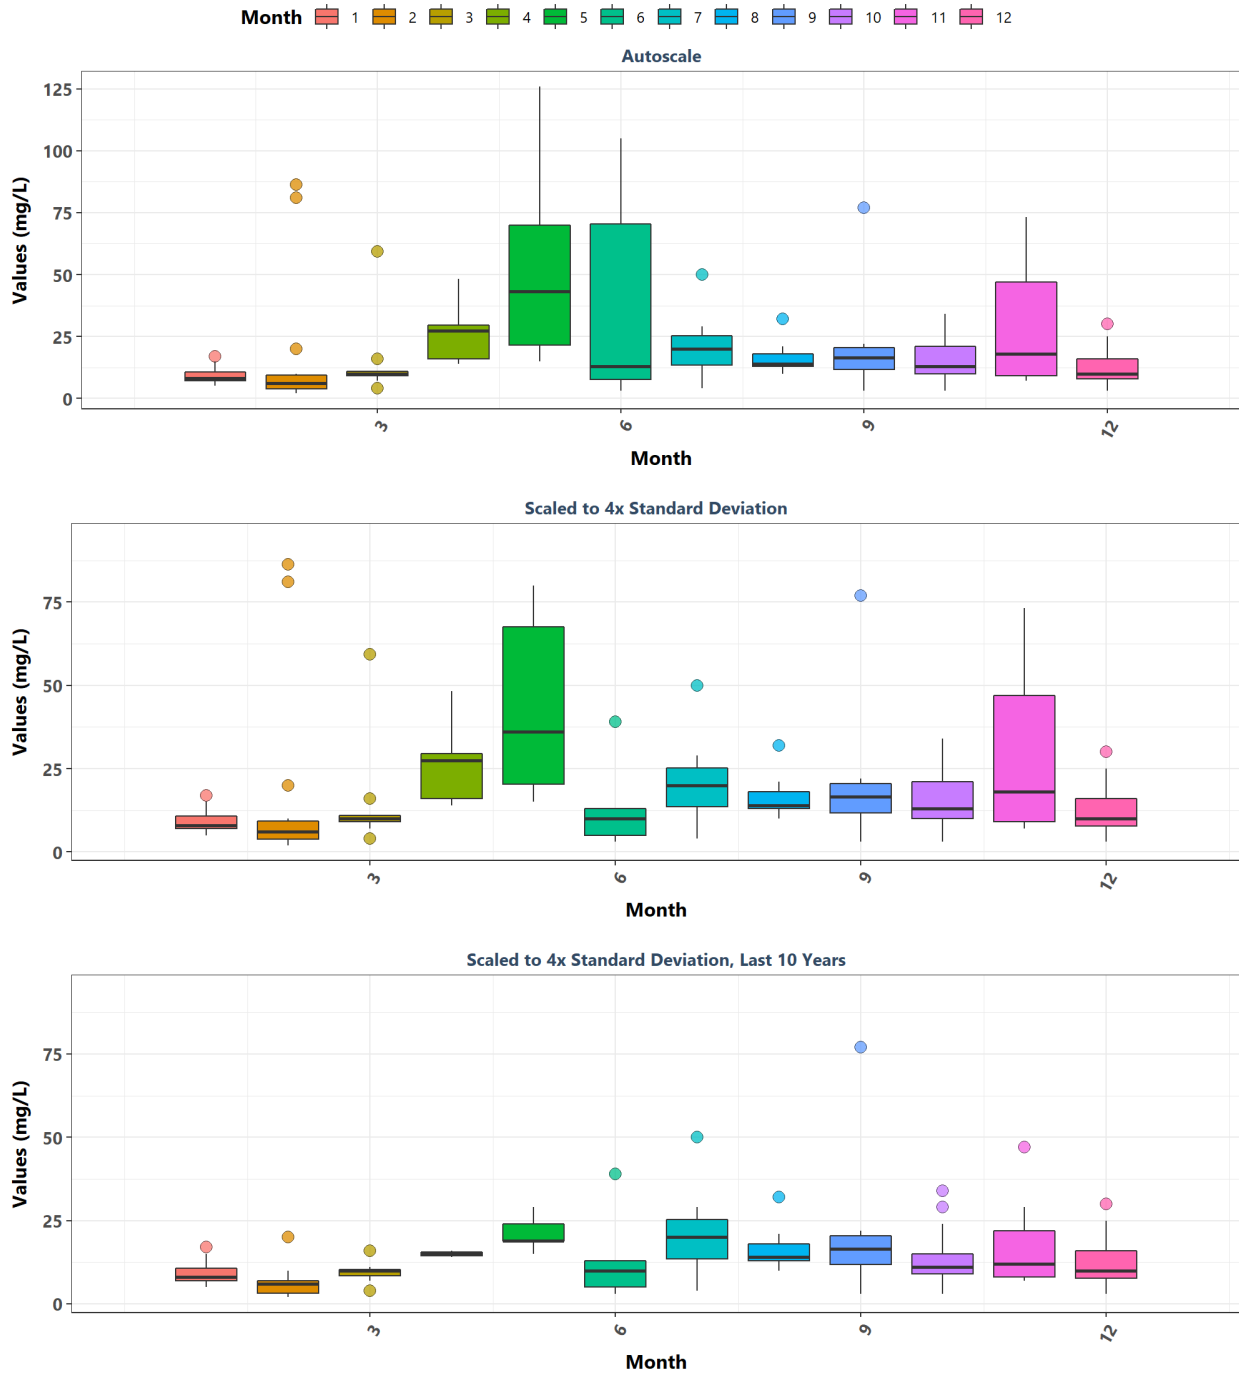 Month 1 2 3 4 5 6 7 8 9 10 11 12
Autoscale
Values (mg/L)
125
100
75
50
25
0
3 6 9 12
Month
Scaled to 4x Standard Deviation
Values (mg/L)
75
50
25
0
3 6 9 12
Month
Scaled to 4x Standard Deviation, Last 10 Years
Values (mg/L)
75
50
25
0
3 6 9 12
Month